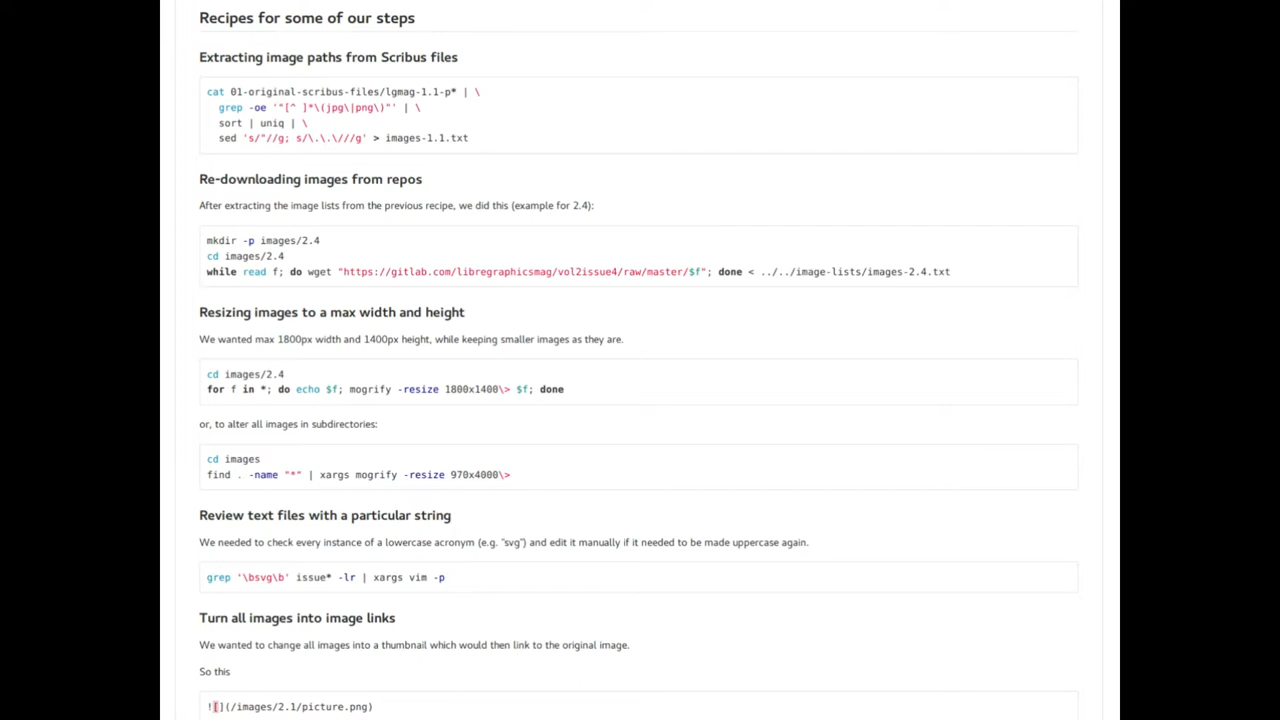 Recipes for some of our steps
Extracting image paths from Scribus files
cat 01-original-scribus-files/lgmag-1.1-p* | \
grep -oe '"[^ ]*\(jpg\|png\)"' | \
sort | uniq | \
sed 's/"//g; s/\.\.\///g' > images-1.1.txt
Re-downloading images from repos
After extracting the image lists from the previous recipe, we did this (example for 2.4):
mkdir -p images/2.4
cd images/2.4
while read f; do wget "https://gitlab.com/libregraphicsmag/vol2issue4/raw/master/$f"; done < ../../image-lists/images-2.4.txt
Resizing images to a max width and height
We wanted max 1800px width and 1400px height, while keeping smaller images as they are.
cd images/2.4
for f in *; do echo $f; mogrify -resize 1800x1400\> $f; done
or, to alter all images in subdirectories:
cd images
find . -name "*" | xargs mogrify -resize 970x4000\>
Review text files with a particular string
We needed to check every instance of a lowercase acronym (e.g. "svg") and edit it manually if it needed to be made uppercase again.
grep '\bsvg\b' issue* -lr | xargs vim -p
Turn all images into image links
We wanted to change all images into a thumbnail which would then link to the original image.
So this
![](/images/2.1/picture.png)